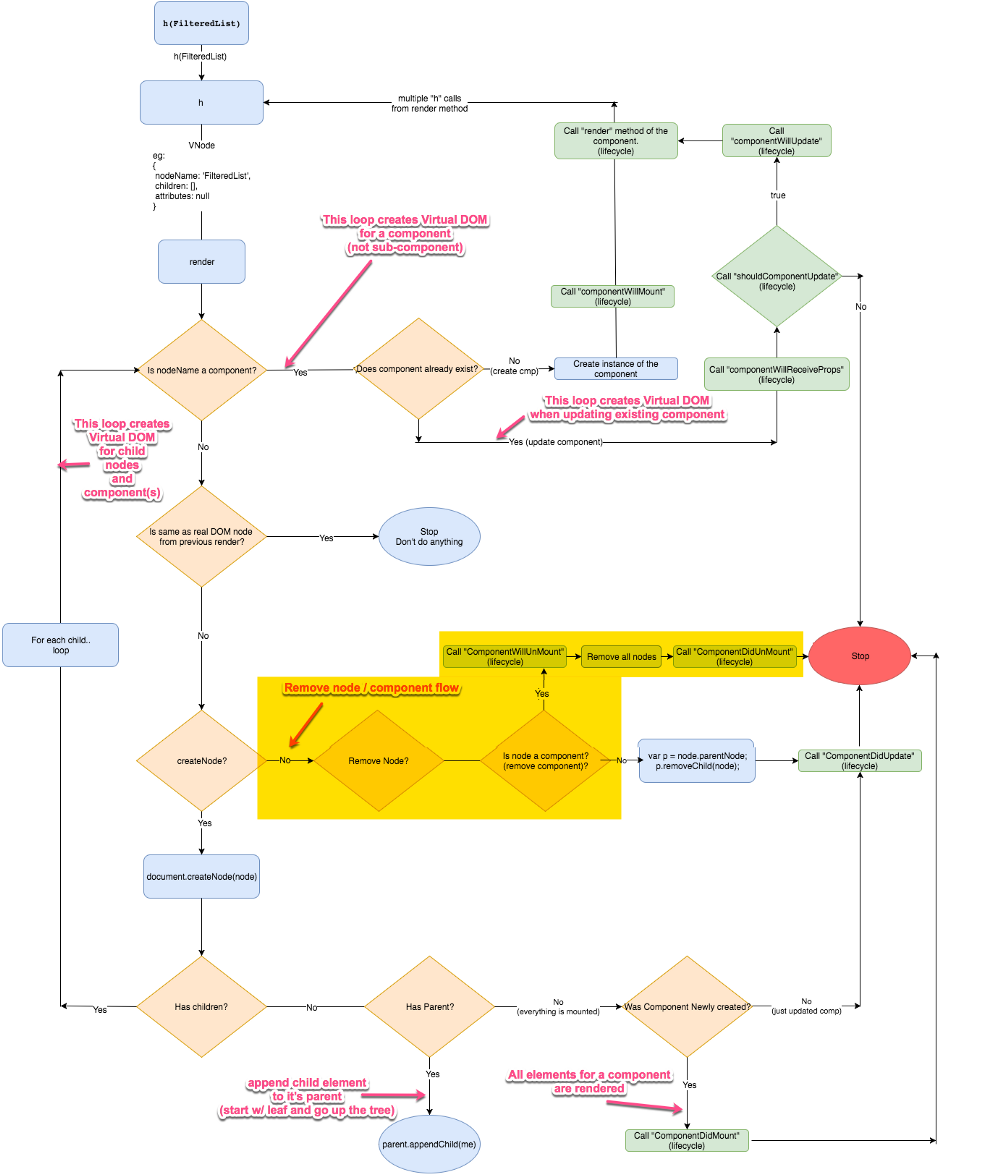 h(FilteredList)
h(FilteredList)
h
multiple "h" calls
from render method
Call "render" method of the
component.
(lifecycle)
Call
"componentWillUpdate"
(lifecycle)
VNode
eg:
{
nodeName: 'FilteredList',
children: [],
attributes: null
}
true
This loop creates Virtual DOM
for a component
(not sub-component)
render
Call "shouldComponentUpdate"
(lifecycle)
No
Call "componentWillMount"
(lifecycle)
Is nodeName a component?
Yes
Does component already exist?
No
(create cmp)
Create instance of the
component
Call "componentWillReceiveProps"
(lifecycle)
This loop creates Virtual DOM
when updating existing component
Yes (update component)
This loop creates
Virtual DOM
for child
nodes
and
component(s)
No
Is same as real DOM node
from previous render?
Yes
Stop
Don't do anything
No
For each child..
loop
Call "ComponentWillUnMount"
(lifecycle)
Remove all nodes
Call "ComponentDidUnMount"
(lifecycle)
Stop
Remove node / component flow
Yes
createNode?
No
Remove Node?
Is node a component?
(remove component)?
No
var p = node.parentNode;
p.removeChild(node);
Call "ComponentDidUpdate"
(lifecycle)
Yes
document.createNode(node)
Has children?
Yes
No
Has Parent?
No
(everything is mounted)
Was Component Newly created?
No
(just updated comp)
Yes
append child element
to it's parent
(start w/ leaf and go up the tree)
All elements for a component
are rendered
Yes
parent.appendChild(me)
Call "ComponentDidMount"
(lifecycle)